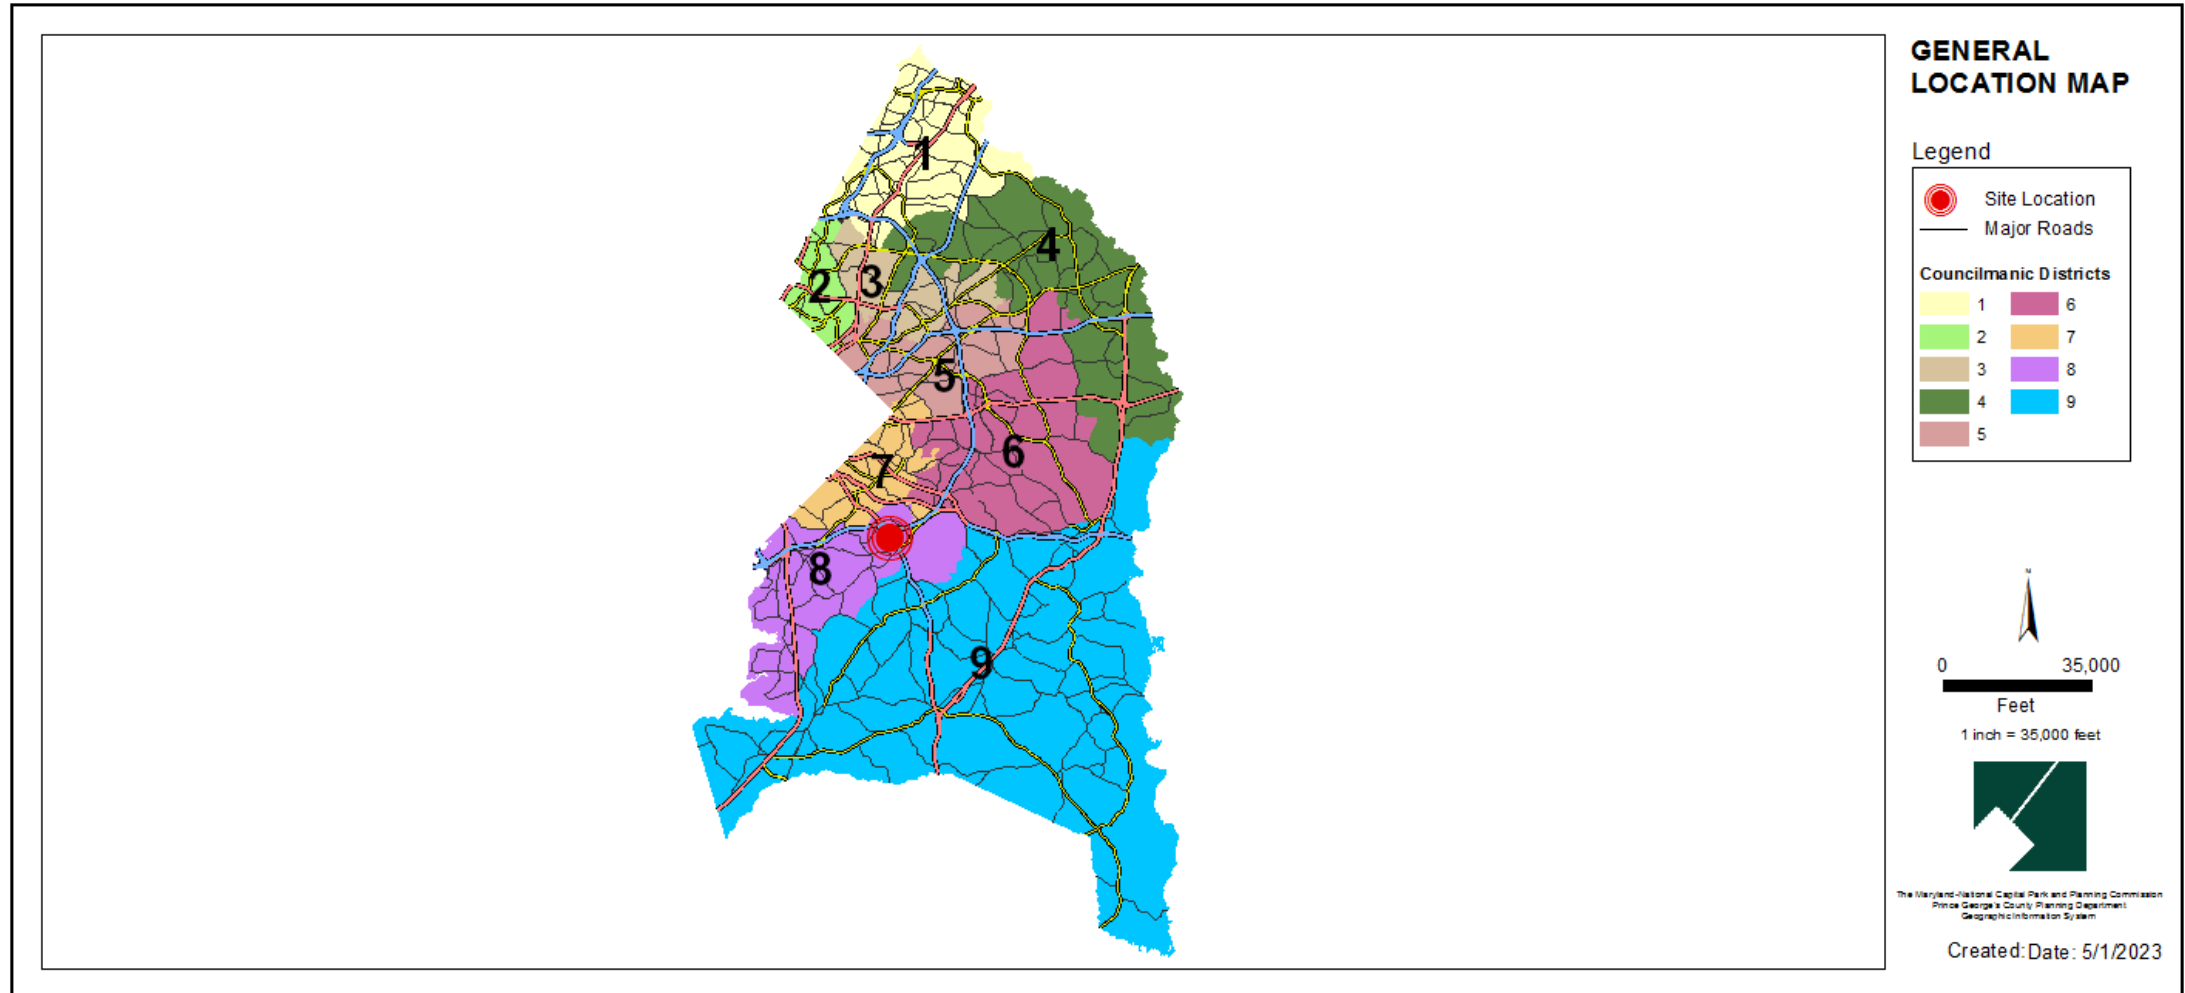 GENERAL
LOCATION MAP
Legend
Site Location
Major Roads
Councilmanic Districts
1 6
2 7
3 8
4 9
5
1
2
3
4
5
6
7
8
9
N
0 35,000
Feet
1 inch = 35,000 feet
The Maryland-National Capital Park and Planning Commission
Prince George's County Planning Department
Geographic Information System
Created: Date: 5/1/2023